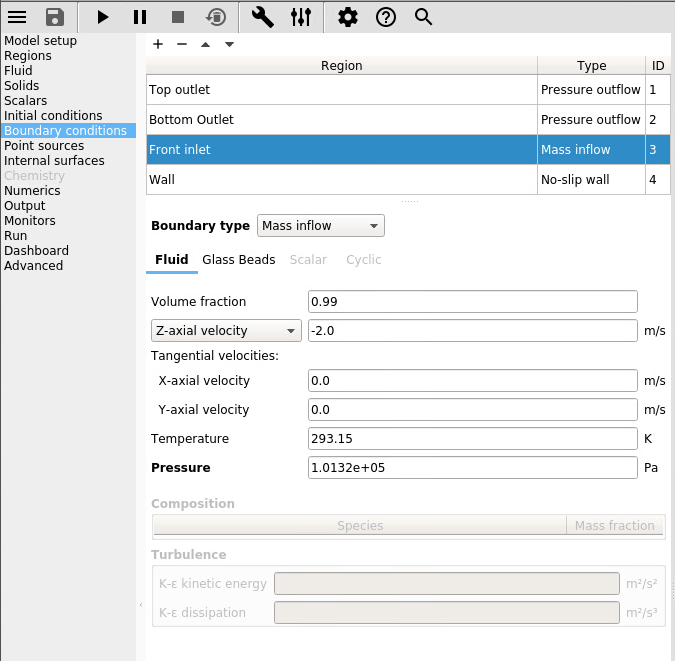 Model setup
Regions
Fluid
Solids
Scalars
Initial conditions
Boundary conditions
Point sources
Internal surfaces
Chemistry
Numerics
Output
Monitors
Run
Dashboard
Advanced
Region Type ID
Top outlet Pressure outflow 1
Bottom Outlet Pressure outflow 2
Front inlet Mass inflow 3
Wall No-slip wall 4
Boundary type Mass inflow
Fluid Glass Beads Scalar Cyclic
Volume fraction 0.99
Z-axial velocity -2.0 m/s
Tangential velocities:
X-axial velocity 0.0 m/s
Y-axial velocity 0.0 m/s
Temperature 293.15 K
Pressure 1.0132e+05 Pa
Composition
Species Mass fraction
Turbulence
K-ε kinetic energy m²/s²
K-ε dissipation m²/s³